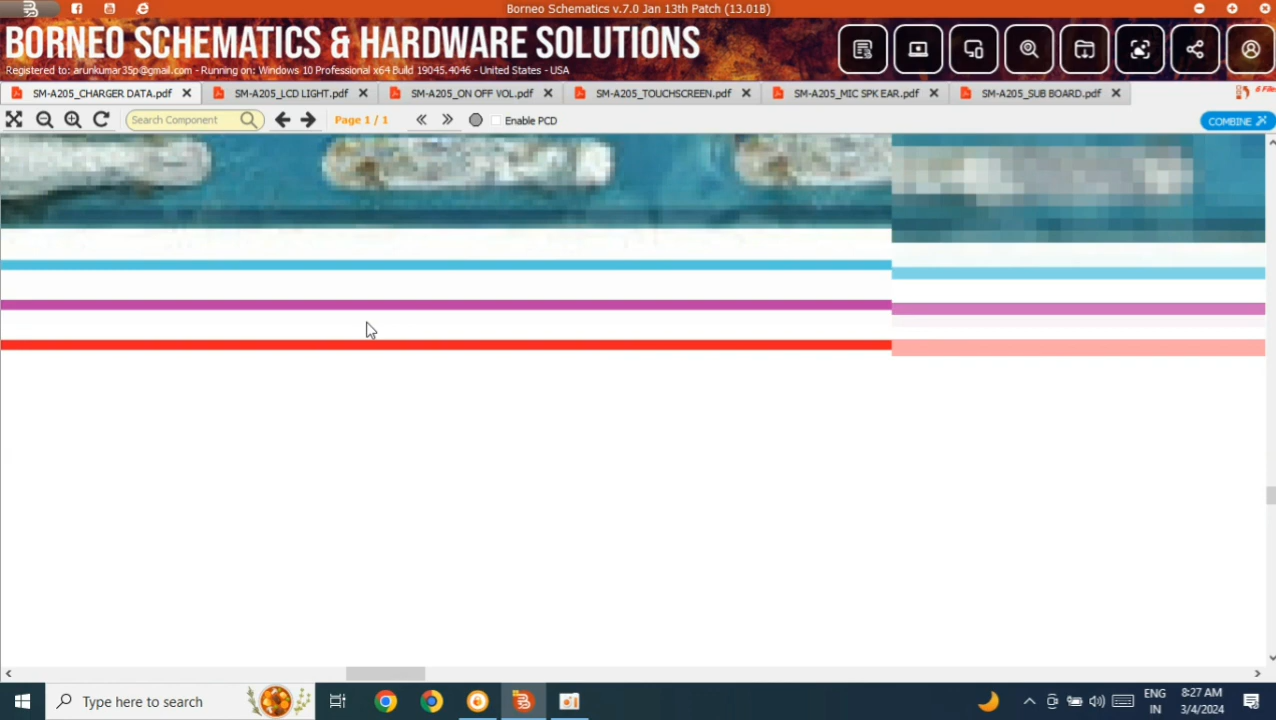 Borneo Schematics v.7.0 Jan 13th Patch (13.01B)
BORNEO SCHEMATICS & HARDWARE SOLUTIONS
Registered to: arunkumar35p@gmail.com - Running on: Windows 10 Professional x64 Build 19045.4046 - United States - USA
SM-A205_CHARGER DATA.pdf SM-A205_LCD LIGHT.pdf SM-A205_ON OFF VOL.pdf SM-A205_TOUCHSCREEN.pdf SM-A205_MIC SPK EAR.pdf SM-A205_SUB BOARD.pdf 6 File
Search Component Page 1 / 1 Enable PCD COMBINE
Type here to search ENG 8:27 AM
IN 3/4/2024